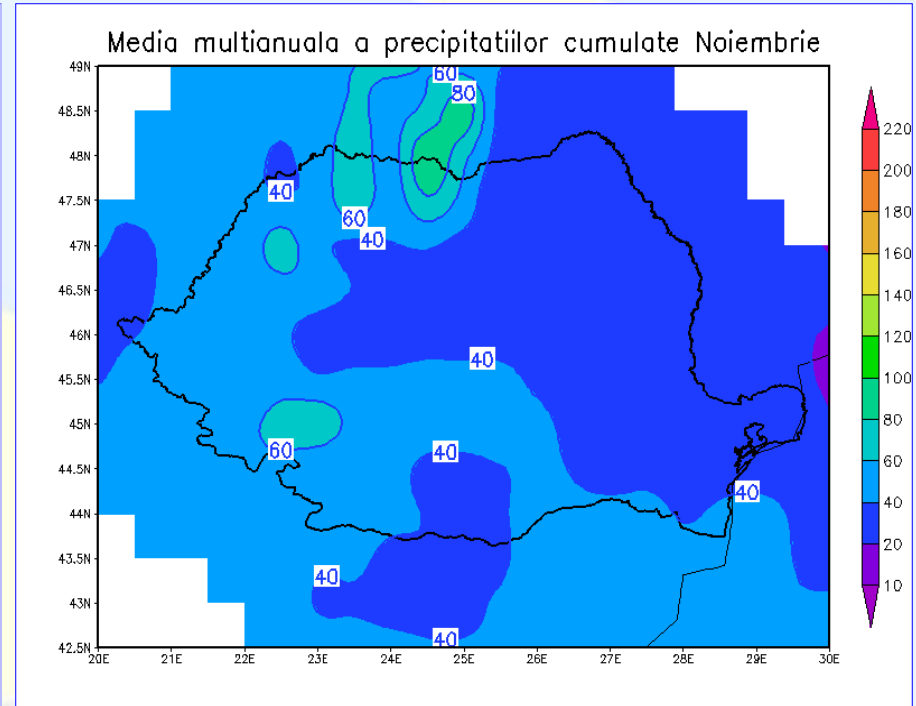 Media multianuala a precipitatiilor cumulate Noiembrie
49N
48.5N
48N
47.5N
47N
46.5N
46N
45.5N
45N
44.5N
44N
43.5N
43N
42.5N
20E 21E 22E 23E 24E 25E 26E 27E 28E 29E 30E
60
80
40
60
40
40
60
40
40
40
40
220
200
180
160
140
120
100
80
60
40
20
10